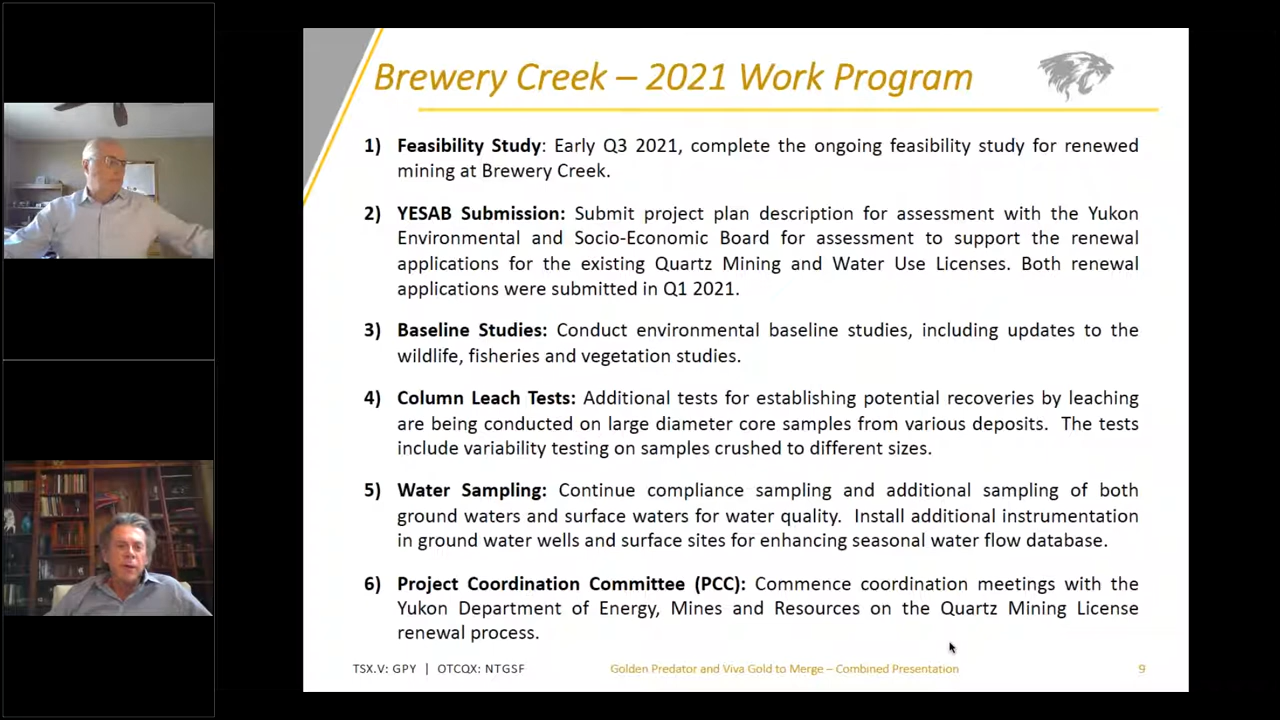 Brewery Creek – 2021 Work Program
1) Feasibility Study: Early Q3 2021, complete the ongoing feasibility study for renewed
mining at Brewery Creek.
2) YESAB Submission: Submit project plan description for assessment with the Yukon
Environmental and Socio-Economic Board for assessment to support the renewal
applications for the existing Quartz Mining and Water Use Licenses. Both renewal
applications were submitted in Q1 2021.
3) Baseline Studies: Conduct environmental baseline studies, including updates to the
wildlife, fisheries and vegetation studies.
4) Column Leach Tests: Additional tests for establishing potential recoveries by leaching
are being conducted on large diameter core samples from various deposits. The tests
include variability testing on samples crushed to different sizes.
5) Water Sampling: Continue compliance sampling and additional sampling of both
ground waters and surface waters for water quality. Install additional instrumentation
in ground water wells and surface sites for enhancing seasonal water flow database.
6) Project Coordination Committee (PCC): Commence coordination meetings with the
Yukon Department of Energy, Mines and Resources on the Quartz Mining License
renewal process.
TSX.V: GPY | OTCQX: NTGSF
Golden Predator and Viva Gold to Merge – Combined Presentation
9